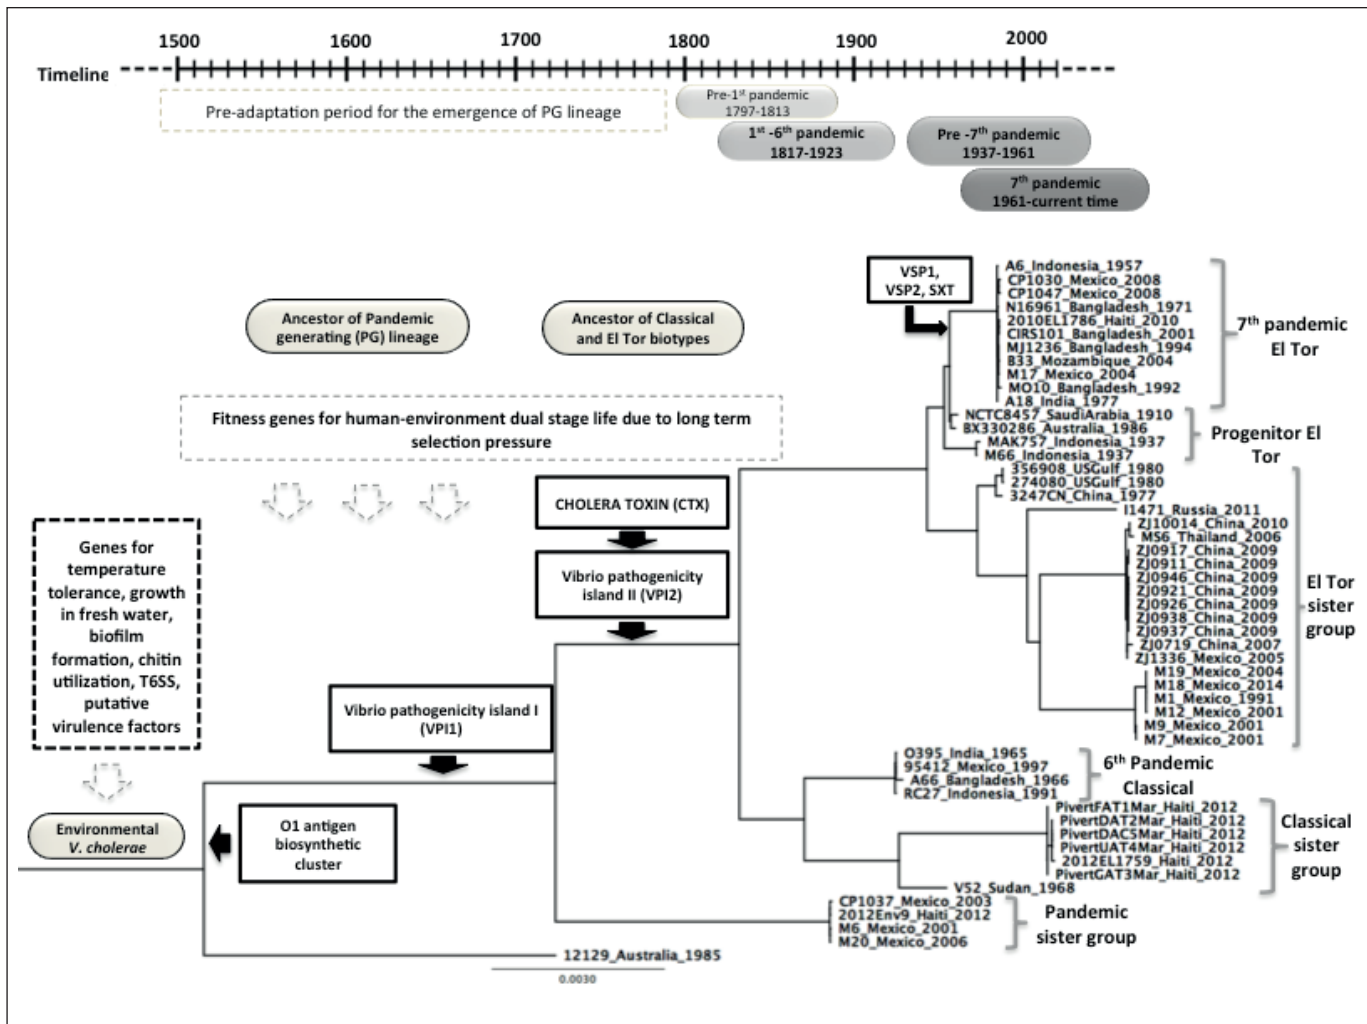 1500 1600 1700 1800 1900 2000
Timeline
Pre-adaptation period for the emergence of PG lineage
Pre-1st pandemic
1797-1813
1st -6th pandemic
1817-1923
Pre -7th pandemic
1937-1961
7th pandemic
1961-current time
VSP1,
VSP2, SXT
Ancestor of Pandemic
generating (PG) lineage
Ancestor of Classical
and El Tor biotypes
Fitness genes for human-environment dual stage life due to long term
selection pressure
CHOLERA TOXIN (CTX)
Vibrio pathogenicity
island II (VPI2)
Vibrio pathogenicity island I
(VPI1)
Genes for
temperature
tolerance, growth
in fresh water,
biofilm
formation, chitin
utilization, T6SS,
putative
virulence factors
Environmental
V. cholerae
O1 antigen
biosynthetic
cluster
A6_Indonesia_1957
CP1030_Mexico_2008
CP1047_Mexico_2008
N16961_Bangladesh_1971
2010EL1786_Haiti_2010
CIRS101_Bangladesh_2001
MJ1236_Bangladesh_1994
B33_Mozambique_2004
M17_Mexico_2004
MO10_Bangladesh_1992
A18_India_1977
7th pandemic
El Tor
NCTC8457_SaudiArabia_1910
BX330286_Australia_1986
MAK757_Indonesia_1937
M66_Indonesia_1937
Progenitor El
Tor
356908_USGulf_1980
274080_USGulf_1980
3247CN_China_1977
I1471_Russia_2011
ZJ10014_China_2010
MS6_Thailand_2006
ZJ0917_China_2009
ZJ0911_China_2009
ZJ0946_China_2009
ZJ0921_China_2009
ZJ0926_China_2009
ZJ0938_China_2009
ZJ0937_China_2009
ZJ0719_China_2007
ZJ1336_Mexico_2005
M19_Mexico_2004
M18_Mexico_2014
M1_Mexico_1991
M12_Mexico_2001
M9_Mexico_2001
M7_Mexico_2001
El Tor
sister
group
O395_India_1965
95412_Mexico_1997
A66_Bangladesh_1966
RC27_Indonesia_1991
6th Pandemic
Classical
PivertFAT1Mar_Haiti_2012
PivertDAT2Mar_Haiti_2012
PivertDAC5Mar_Haiti_2012
PivertUAT4Mar_Haiti_2012
2012EL1759_Haiti_2012
PivertGAT3Mar_Haiti_2012
V52_Sudan_1968
Classical
sister
group
CP1037_Mexico_2003
2012Env9_Haiti_2012
M6_Mexico_2001
M20_Mexico_2006
Pandemic
sister group
12129_Australia_1985
0.0030